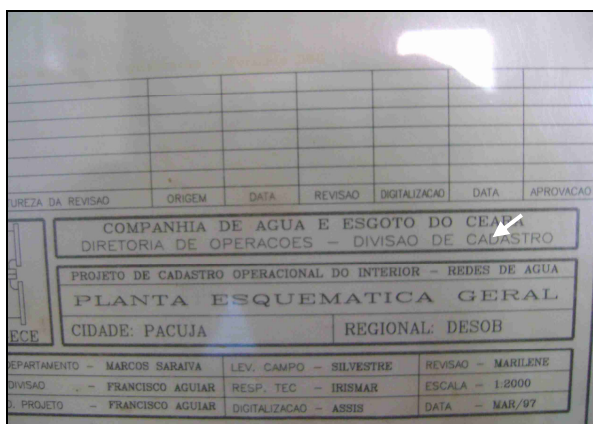 TUREZA DA REVISAO ORIGEM DATA REVISAO DIGITALIZACAO DATA APROVACAO
COMPANHIA DE AGUA E ESGOTO DO CEARA
DIRETORIA DE OPERACOES – DIVISAO DE CADASTRO
PROJETO DE CADASTRO OPERACIONAL DO INTERIOR – REDES DE AGUA
PLANTA ESQUEMATICA GERAL
ECE CIDADE: PACUJA REGIONAL: DESOB
DEPARTAMENTO – MARCOS SARAIVA LEV. CAMPO – SILVESTRE REVISAO – MARILENE
DIVISAO – FRANCISCO AGUIAR RESP. TEC – IRISMAR ESCALA – 1:2000
PROJETO – FRANCISCO AGUIAR DIGITALIZACAO – ASSIS DATA – MAR/97